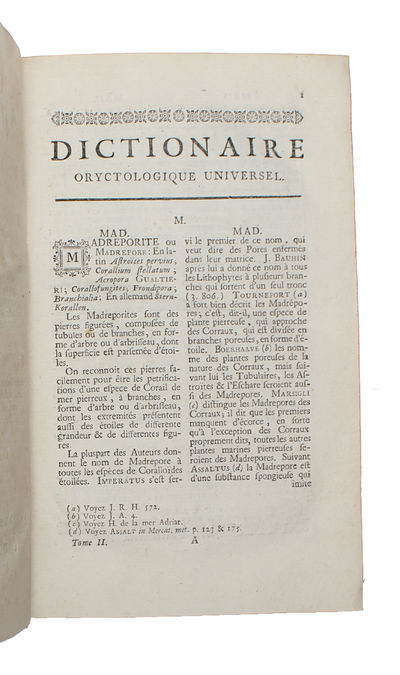 1
DICTIONAIRE
ORYCTOLOGIQUE UNIVERSEL.
M.
MAD.
MADREPORITE ou
MADREPORE: En la-
tin Astroites pervius;
Corallium stellatum;
Acropora GUALTIE-
RI; Corallofungites; Frondipora;
Branchialia; En allemand Stern-
Korallen.
Les Madreporites sont des
pierres figurées, composées de
tubules ou de branches, en for-
me d'arbre ou d'arbrisseau, dont
la superficie est parsemée d'étoi-
les.
On reconnoit ces pierres fa-
cilement pour être les petrifica-
tions d'une espece de Corail de
mer pierreux, à branches, en
forme d'arbre ou d'arbrisseau,
dont les extremités présentent
aussi des étoiles de differente
grandeur & de differentes figu-
res.
La pluspart des Auteurs don-
nent le nom de Madrepore à
toutes les espèces de Coralloïdes
étoilées. IMPERATUS s'est ser-
MAD.
vi le premier de ce nom, qui
veut dire des Pores enfermés
dans leur matrice. J. BAUHIN
après lui a donné ce nom à tous
les Lithophytes à plusieurs bran-
ches qui sortent d'un seul tronc
(3. 806.) TOURNEFORT (a)
a fort bien décrit les Madrépo-
res; c'est, dit-il, une espece de
plante pierreuse, qui approche
des Corraux, qui est divisée en
branches poreuses, en forme d'é-
toile. BOERHAAVE (b) les nom-
me des plantes poreuses de la
nature des Corraux, mais sui-
vant lui les Tubulaires, les As-
troites & l'Eschare seroient aus-
si des Madrepores. MARSIGLI
(c) distingue les Madrepores des
Corraux; il dit que les premiers
manquent d'écorce, en sorte
qu'à l'exception des Corraux
proprement dits, toutes les autres
plantes marines pierreuses se-
roient des Madrepores. Suivant
ASSALTUS (d) la Madrepore est
d'une substance spongieuse qui
imite
(a) Voyez J. R. H. 572.
(b) Voyez J. A. 4.
(c) Voyez H. de la mer Adriat.
(d) Voyez ASSALT in Mercat. met. p. 123 & 175.
Tome II. A